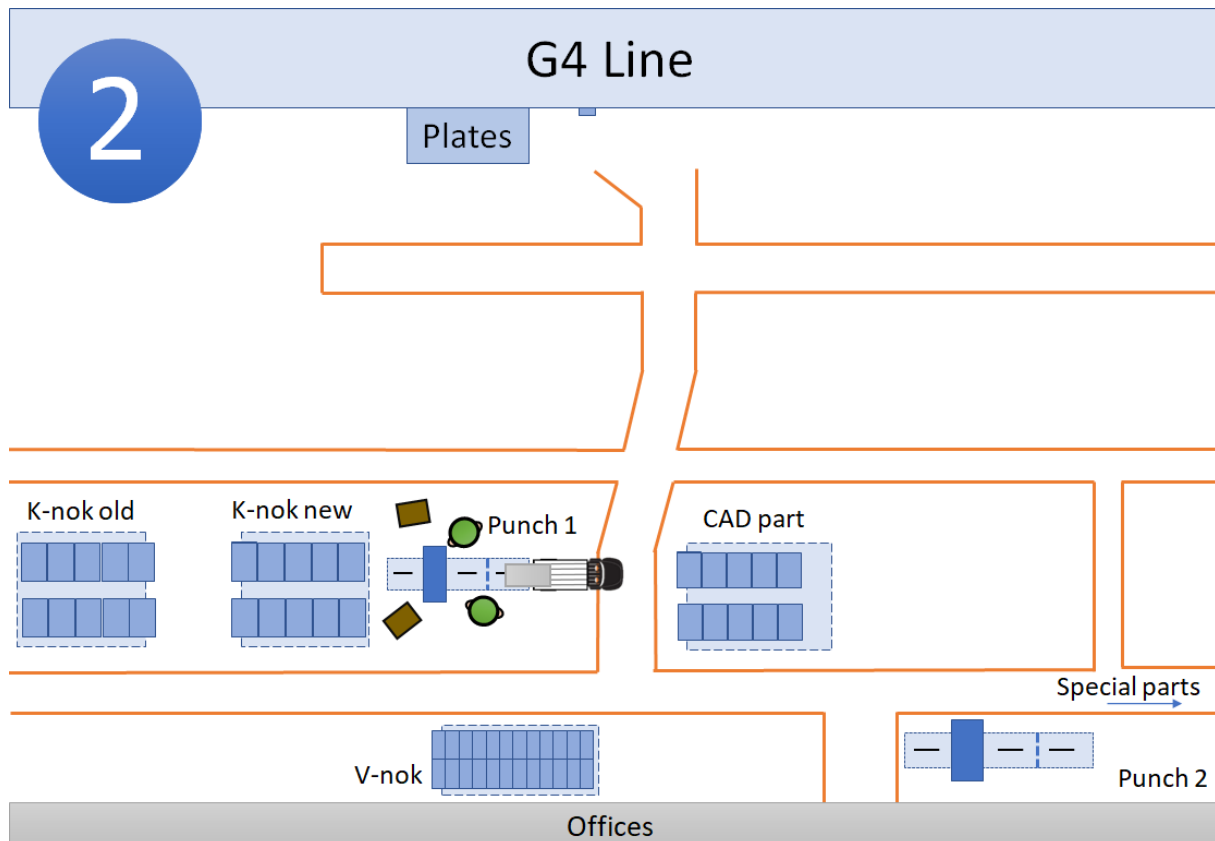 G4 Line
2
Plates
K-nok old
K-nok new
Punch 1
CAD part
Special parts
V-nok
Punch 2
Offices